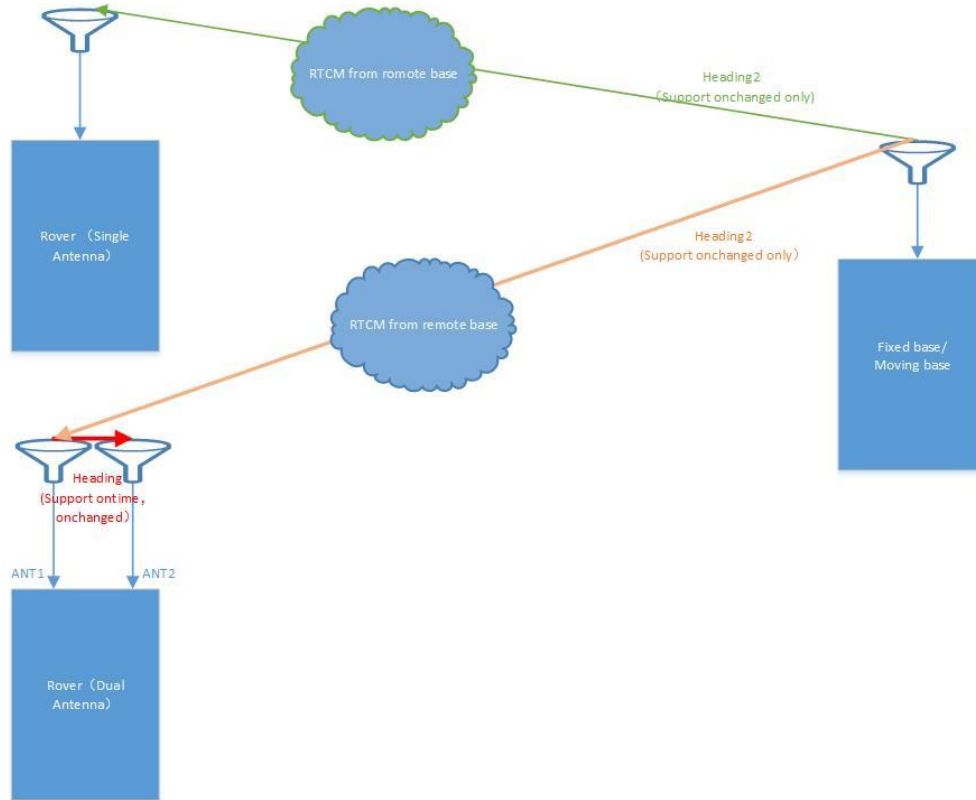 RTCM from romote base
Heading2
（Support onchanged only)
Rover （Single
Antenna）
Heading2
(Support onchanged only）
RTCM from remote base
Fixed base/
Moving base
Heading
(Support ontime，
onchanged）
ANT1
ANT2
Rover（Dual
Antenna）